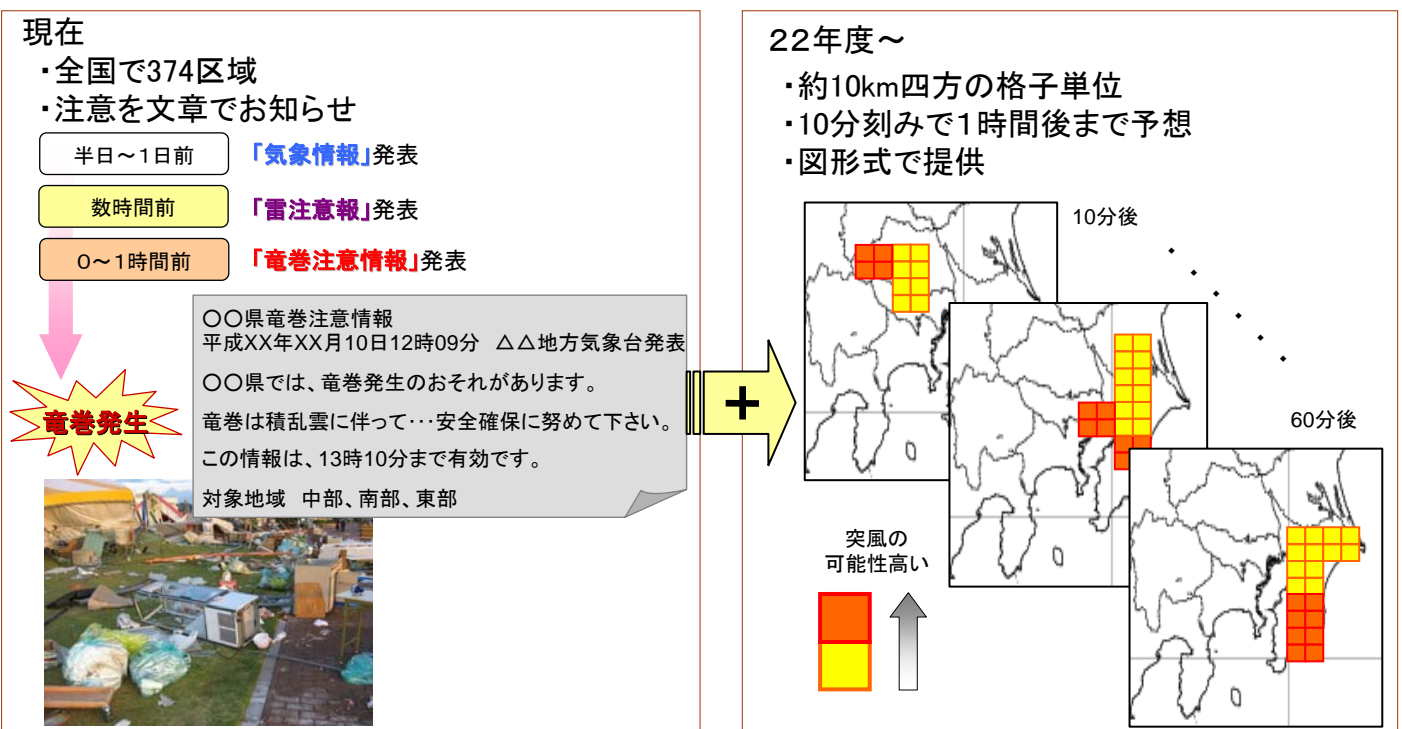 現在
・全国で374区域
・注意を文章でお知らせ
半日～1日前 「気象情報」発表
数時間前 「雷注意報」発表
0～1時間前 「竜巻注意情報」発表
〇〇県竜巻注意情報
平成XX年XX月10日12時09分 △△地方気象台発表
〇〇県では、竜巻発生のおそれがあります。
竜巻は積乱雲に伴って・・・安全確保に努めて下さい。
この情報は、13時10分まで有効です。
対象地域 中部、南部、東部
竜巻発生
+
22年度～
・約10km四方の格子単位
・10分刻みで1時間後まで予想
・図形式で提供
10分後
60分後
突風の
可能性高い